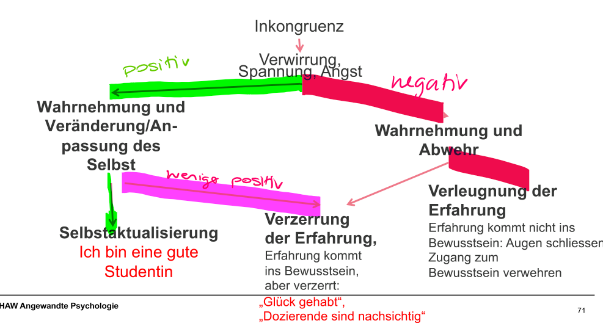 Inkongruenz
Verwirrung,
Spannung, Angst
positiv
negativ
Wahrnehmung und
Veränderung/An-
passung des
Selbst
Wahrnehmung und
Abwehr
wenige positiv
Selbstaktualisierung
Ich bin eine gute
Studentin
Verzerrung
der Erfahrung,
Erfahrung kommt
ins Bewusstsein,
aber verzerrt:
„Glück gehabt“,
„Dozierende sind nachsichtig“
Verleugnung der
Erfahrung
Erfahrung kommt nicht ins
Bewusstsein: Augen schliessen
Zugang zum
Bewusstsein verwehren
HAW Angewandte Psychologie
71